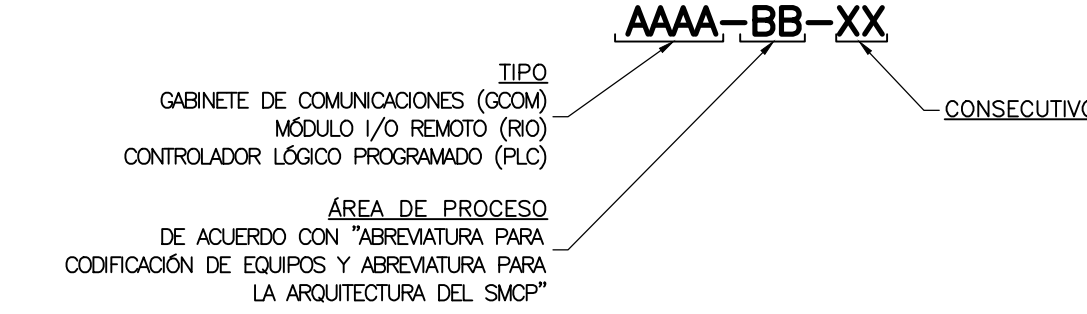 AAAA-BB-XX
TIPO
GABINETE DE COMUNICACIONES (GCOM)
MÓDULO I/O REMOTO (RIO)
CONTROLADOR LÓGICO PROGRAMADO (PLC)
CONSECUTIVO
ÁREA DE PROCESO
DE ACUERDO CON "ABREVIATURA PARA
CODIFICACIÓN DE EQUIPOS Y ABREVIATURA PARA
LA ARQUITECTURA DEL SMCP"